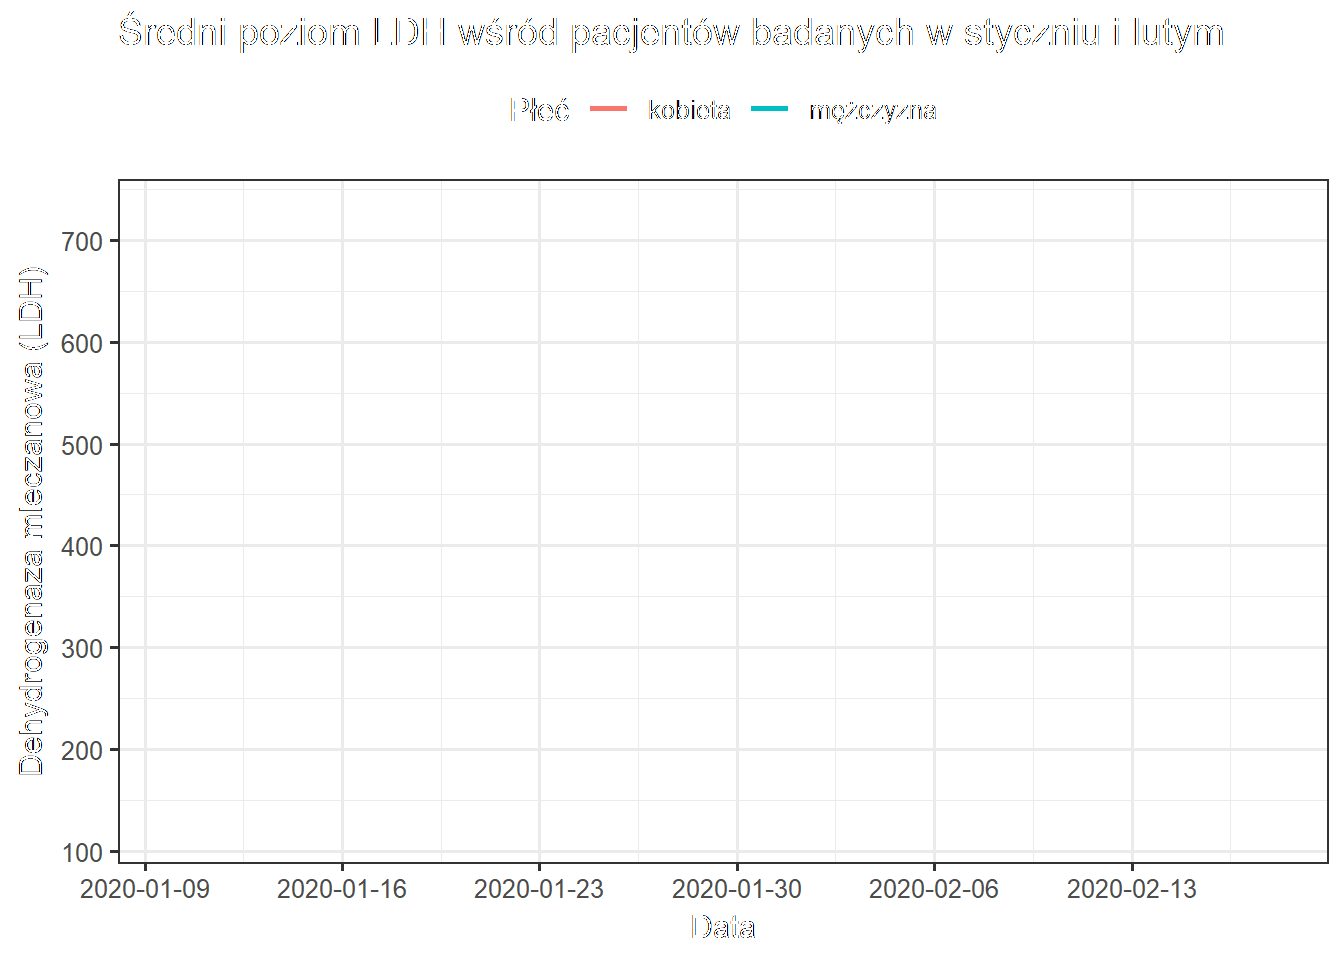 Średni poziom LDH wśród pacjentów badanych w styczniu i lutym
Płeć kobieta mężczyzna
Dehydrogenaza mleczanowa (LDH)
700
600
500
400
300
200
100
2020-01-09 2020-01-16 2020-01-23 2020-01-30 2020-02-06 2020-02-13
Data